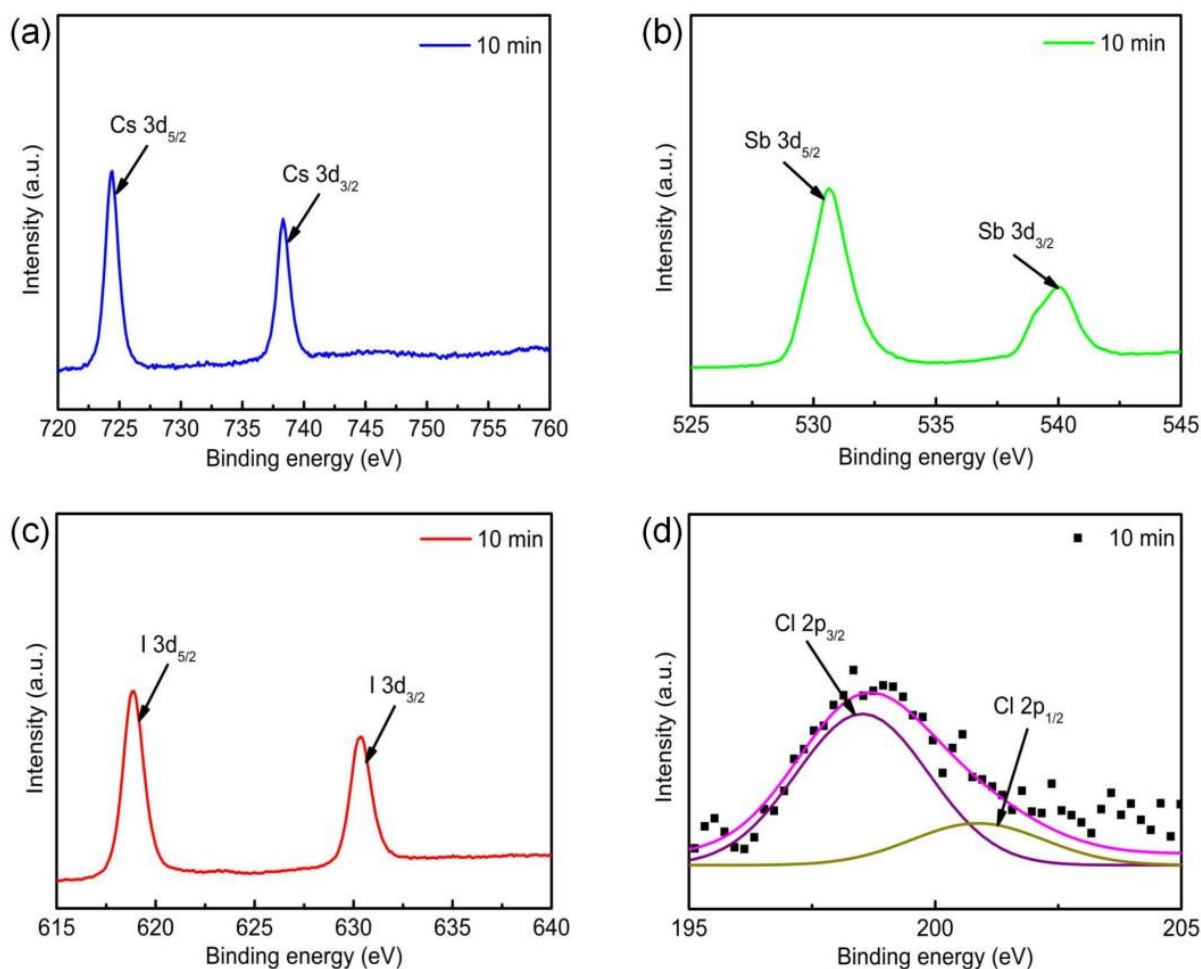 (a)
10 min
Cs 3d5/2
Cs 3d3/2
Intensity (a.u.)
720 725 730 735 740 745 750 755 760
Binding energy (eV)
(b)
10 min
Sb 3d5/2
Sb 3d3/2
Intensity (a.u.)
525 530 535 540 545
Binding energy (eV)
(c)
10 min
I 3d5/2
I 3d3/2
Intensity (a.u.)
615 620 625 630 635 640
Binding energy (eV)
(d)
10 min
Cl 2p3/2
Cl 2p1/2
Intensity (a.u.)
195 200 205
Binding energy (eV)